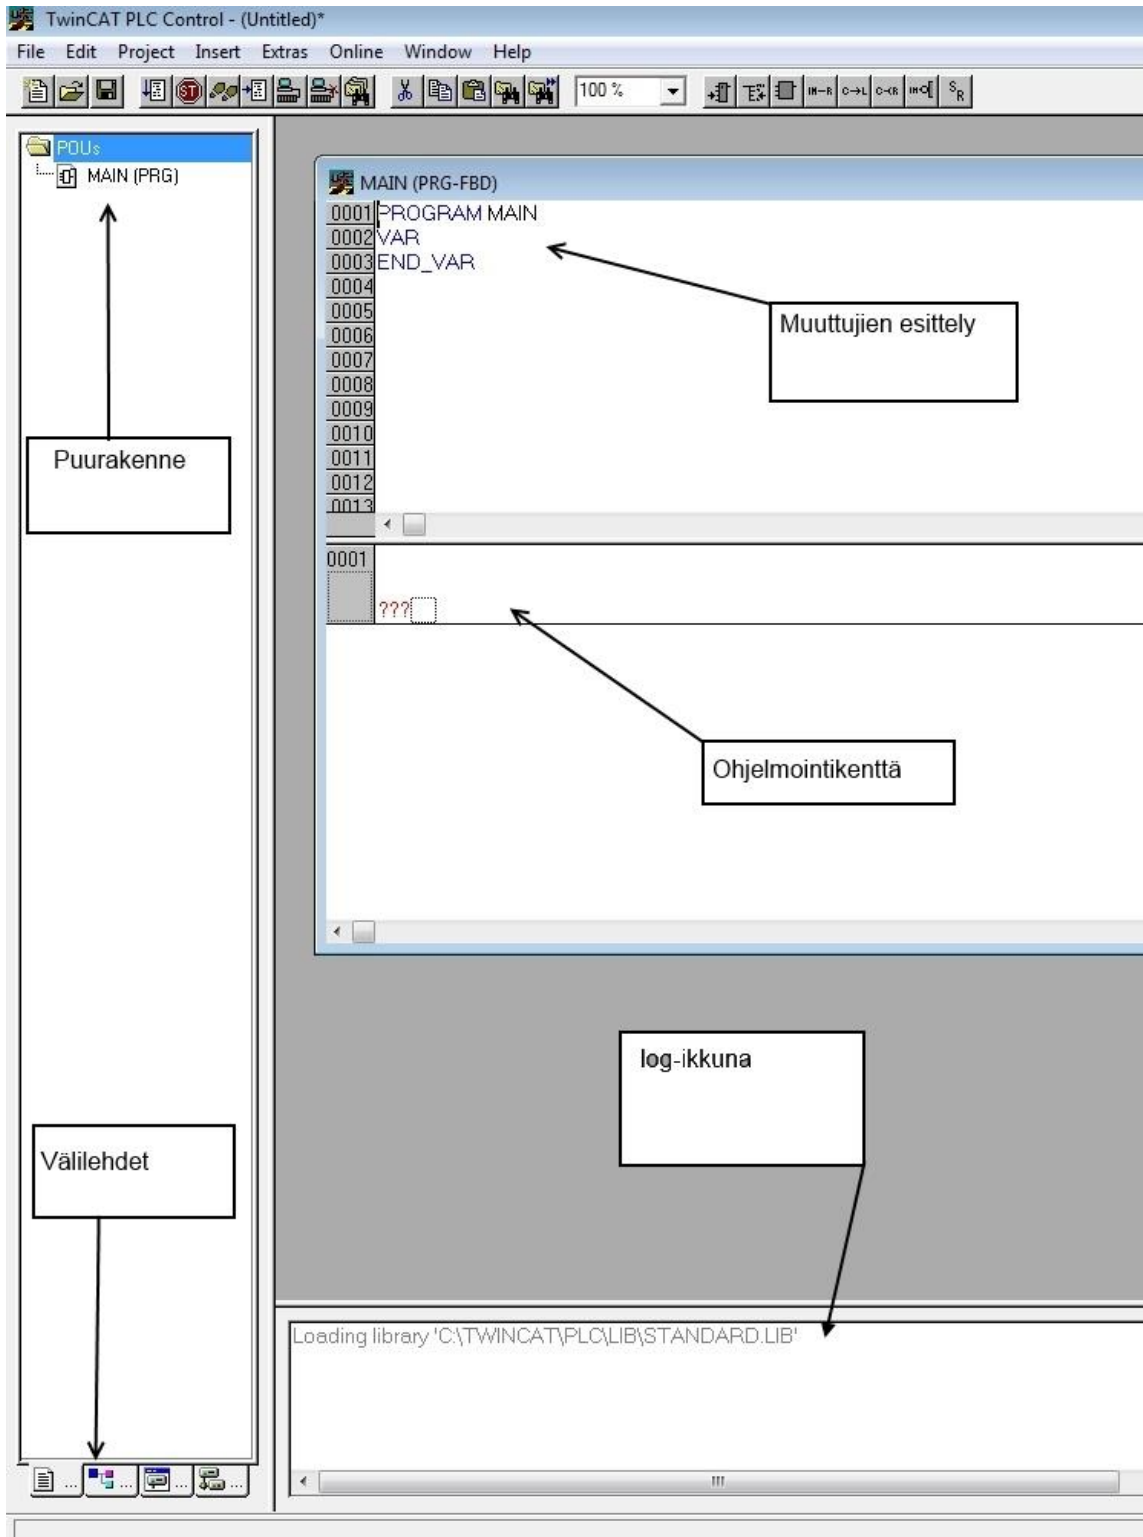 TwinCAT PLC Control - (Untitled)*
File Edit Project Insert Extras Online Window Help
100 %
POUs
MAIN (PRG)
MAIN (PRG-FBD)
0001 PROGRAM MAIN
0002 VAR
0003 END_VAR
0004
0005
0006
0007
0008
0009
0010
0011
0012
0013
Muuttujien esittely
Puurakenne
0001
???
Ohjelmointikenttä
log-ikkuna
Välilehdet
Loading library 'C:\TWINCAT\PLC\LIB\STANDARD.LIB'
... ... ... ...